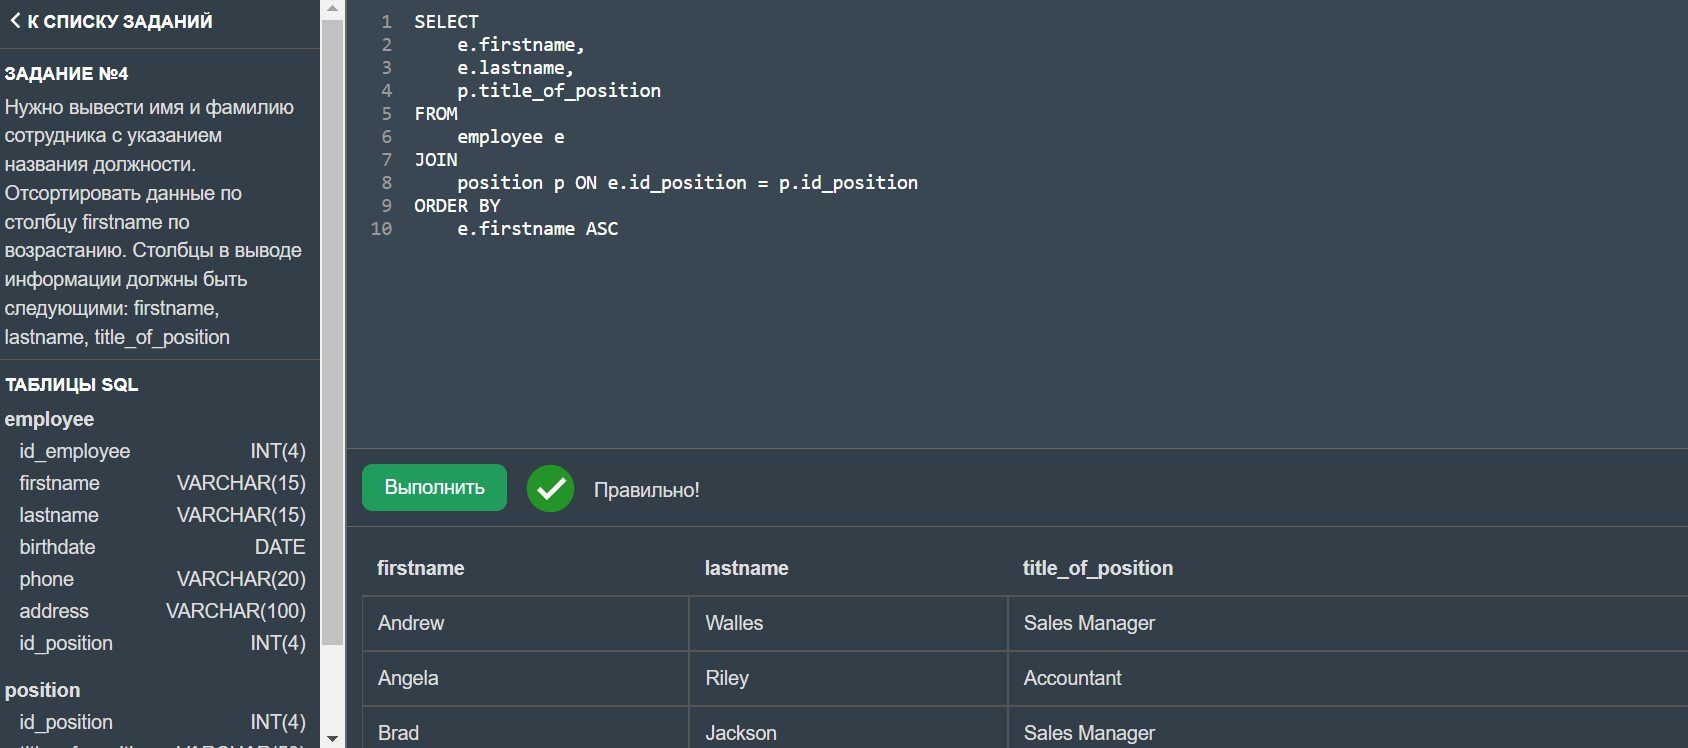 К СПИСКУ ЗАДАНИЙ
ЗАДАНИЕ №4
Нужно вывести имя и фамилию
сотрудника с указанием
названия должности.
Отсортировать данные по
столбцу firstname по
возрастанию. Столбцы в выводе
информации должны быть
следующими: firstname,
lastname, title_of_position
ТАБЛИЦЫ SQL
employee
id_employee INT(4)
firstname VARCHAR(15)
lastname VARCHAR(15)
birthdate DATE
phone VARCHAR(20)
address VARCHAR(100)
id_position INT(4)
position
id_position INT(4)
1 SELECT
2 e.firstname,
3 e.lastname,
4 p.title_of_position
5 FROM
6 employee e
7 JOIN
8 position p ON e.id_position = p.id_position
9 ORDER BY
10 e.firstname ASC
Выполнить Правильно!
firstname lastname title_of_position
Andrew Walles Sales Manager
Angela Riley Accountant
Brad Jackson Sales Manager